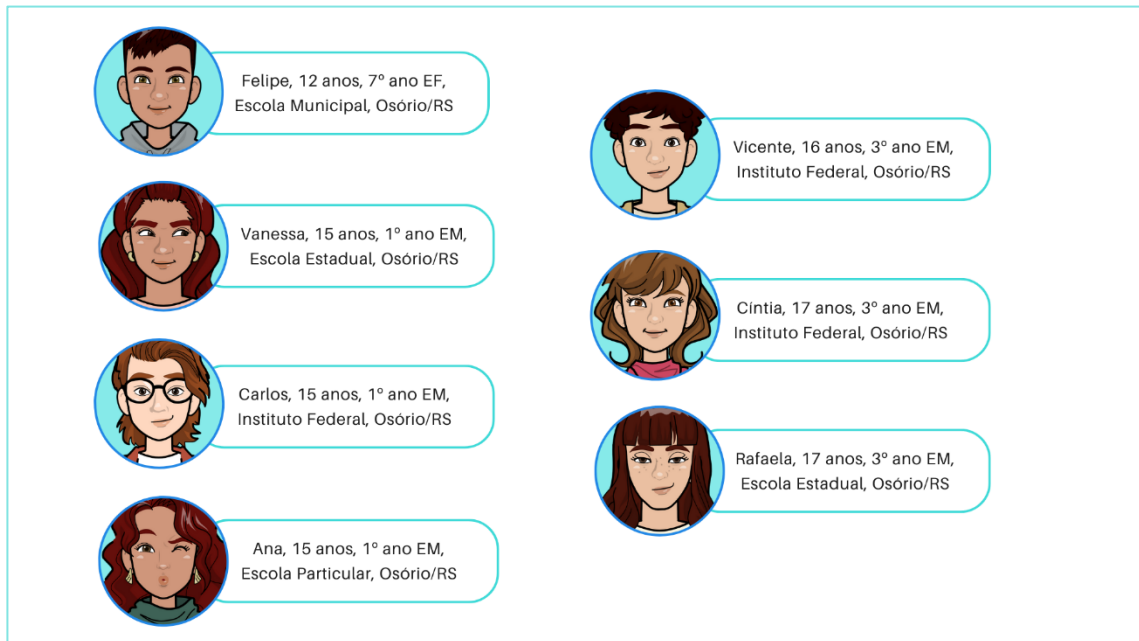 Felipe, 12 anos, 7º ano EF,
Escola Municipal, Osório/RS
Vanessa, 15 anos, 1º ano EM,
Escola Estadual, Osório/RS
Carlos, 15 anos, 1º ano EM,
Instituto Federal, Osório/RS
Ana, 15 anos, 1º ano EM,
Escola Particular, Osório/RS
Vicente, 16 anos, 3º ano EM,
Instituto Federal, Osório/RS
Cíntia, 17 anos, 3º ano EM,
Instituto Federal, Osório/RS
Rafaela, 17 anos, 3º ano EM,
Escola Estadual, Osório/RS